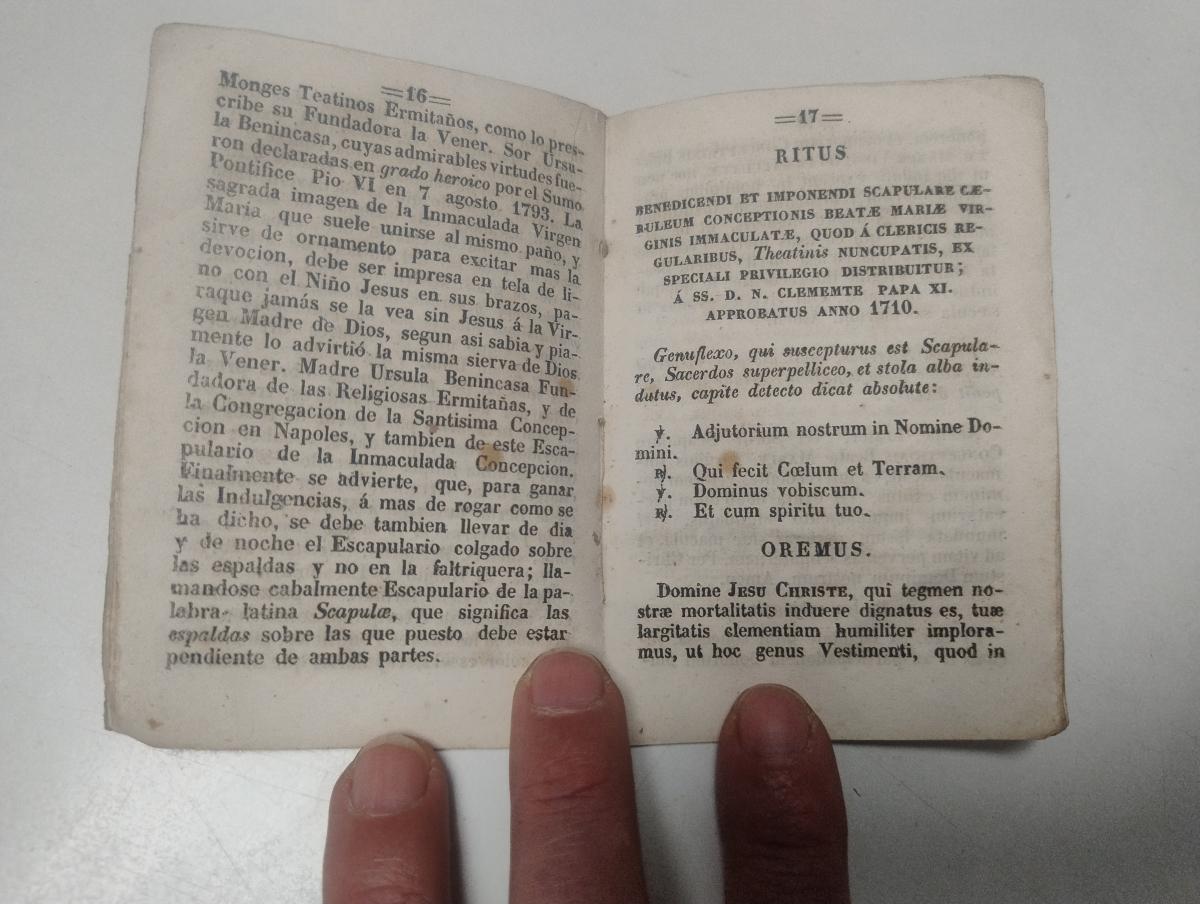 =16=
Monges Teatinos Ermitaños, como lo pres-
cribe su Fundadora la Vener. Sor Ursu-
la Benincasa, cuyas admirables virtudes fue-
ron declaradas en grado heroico por el Sumo
Pontifice Pio VI en 7 agosto 1793. La
sagrada imagen de la Inmaculada Virgen
Maria que suele unirse al mismo paño, y
sirve de ornamento para excitar mas la
devocion, debe ser impresa en tela de li-
no con el Niño Jesus en sus brazos, pa-
raque jamás se la vea sin Jesus á la Vir-
gen Madre de Dios, segun asi sabia y pia-
mente lo advirtió la misma sierva de Dios
la Vener. Madre Ursula Benincasa Fun-
dadora de las Religiosas Ermitañas, y de
la Congregacion de la Santisima Concep-
cion en Napoles, y tambien de este Esca-
pulario de la Inmaculada Concepcion.
Finalmente se advierte, que, para ganar
las Indulgencias, á mas de rogar como se
ha dicho, se debe tambien llevar de dia
y de noche el Escapulario colgado sobre
las espaldas y no en la faltriquera; lla-
mandose cabalmente Escapulario de la pa-
labra latina Scapulæ, que significa las
espaldas sobre las que puesto debe estar
pendiente de ambas partes.
=17=
RITUS
BENEDICENDI ET IMPONENDI SCAPULARE CÆ-
RULEUM CONCEPTIONIS BEATÆ MARIÆ VIR-
GINIS IMMACULATÆ, QUOD Á CLERICIS RE-
GULARIBUS, Theatinis NUNCUPATIS, EX
SPECIALI PRIVILEGIO DISTRIBUITUR;
Á SS. D. N. CLEMEMTE PAPA XI.
APPROBATUS ANNO 1710.
Genuflexo, qui suscepturus est Scapula-
re, Sacerdos superpelliceo, et stola alba in-
dutus, capite detecto dicat absolute:
℣. Adjutorium nostrum in Nomine Do-
mini.
℟. Qui fecit Cœlum et Terram.
℣. Dominus vobiscum.
℟. Et cum spiritu tuo.
OREMUS.
Domine JESU CHRISTE, qui tegmen no-
stræ mortalitatis induere dignatus es, tuæ
largitatis clementiam humiliter implora-
mus, ut hoc genus Vestimenti, quod in